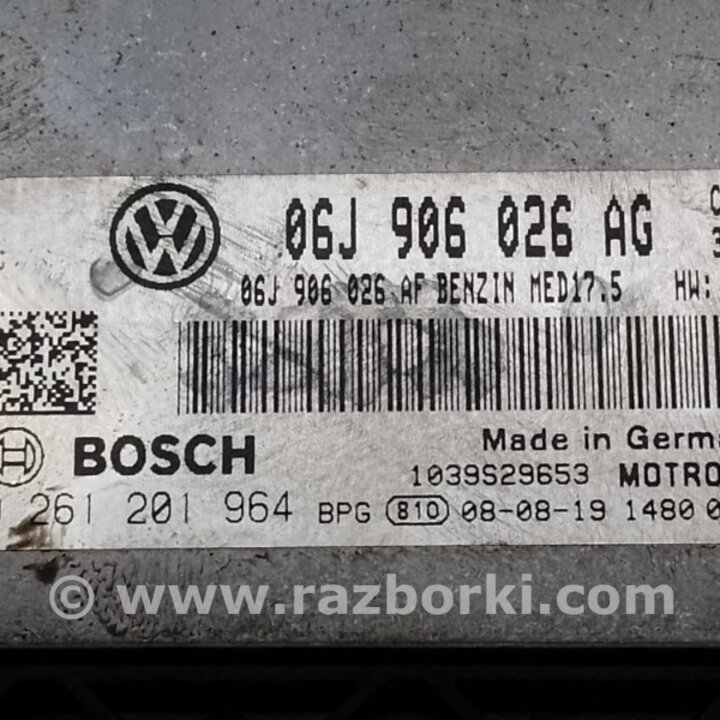 06J 906 026 AG
06J 906 026 AF BENZIN MED17.5 HW:
BOSCH Made in Germa
1039S29653 MOTRO
261 201 964 BPG 810 08-08-19 1480
© www.razborki.com